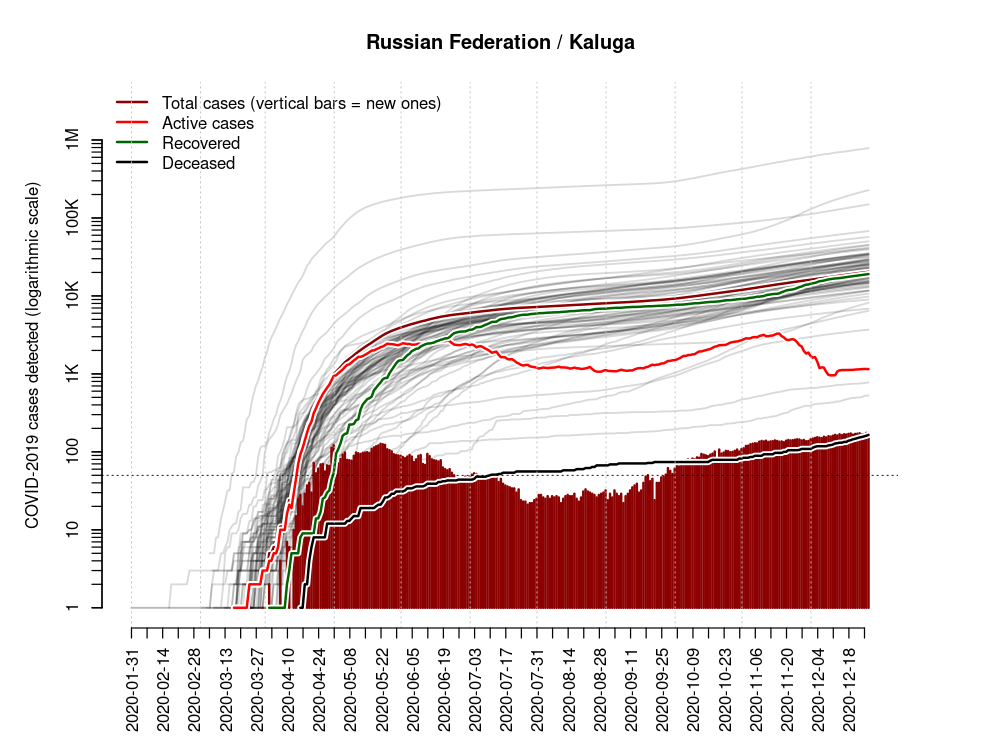 Russian Federation / Kaluga
Total cases (vertical bars = new ones)
Active cases
Recovered
Deceased
COVID-2019 cases detected (logarithmic scale)
1M
100K
10K
1K
100
10
1
2020-01-31
2020-02-14
2020-02-28
2020-03-13
2020-03-27
2020-04-10
2020-04-24
2020-05-08
2020-05-22
2020-06-05
2020-06-19
2020-07-03
2020-07-17
2020-07-31
2020-08-14
2020-08-28
2020-09-11
2020-09-25
2020-10-09
2020-10-23
2020-11-06
2020-11-20
2020-12-04
2020-12-18